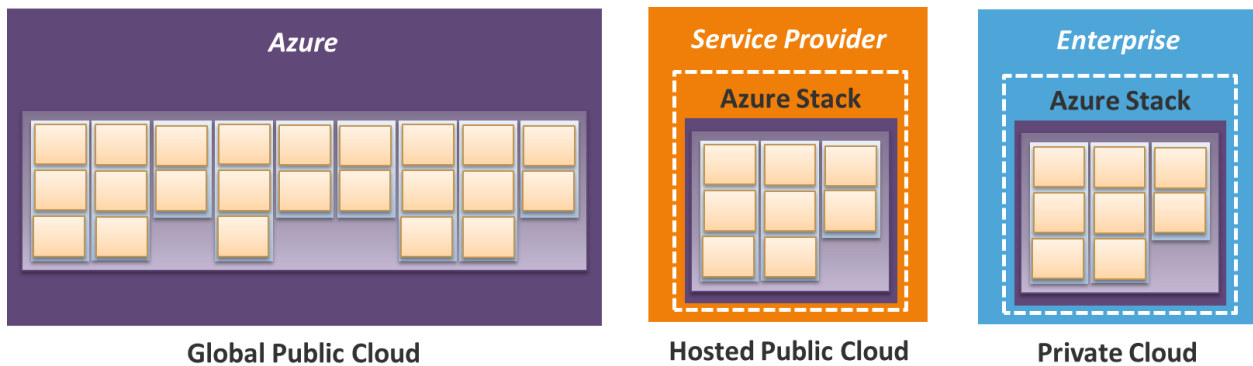 Azure
Service Provider
Enterprise
Azure Stack
Azure Stack
Global Public Cloud
Hosted Public Cloud
Private Cloud